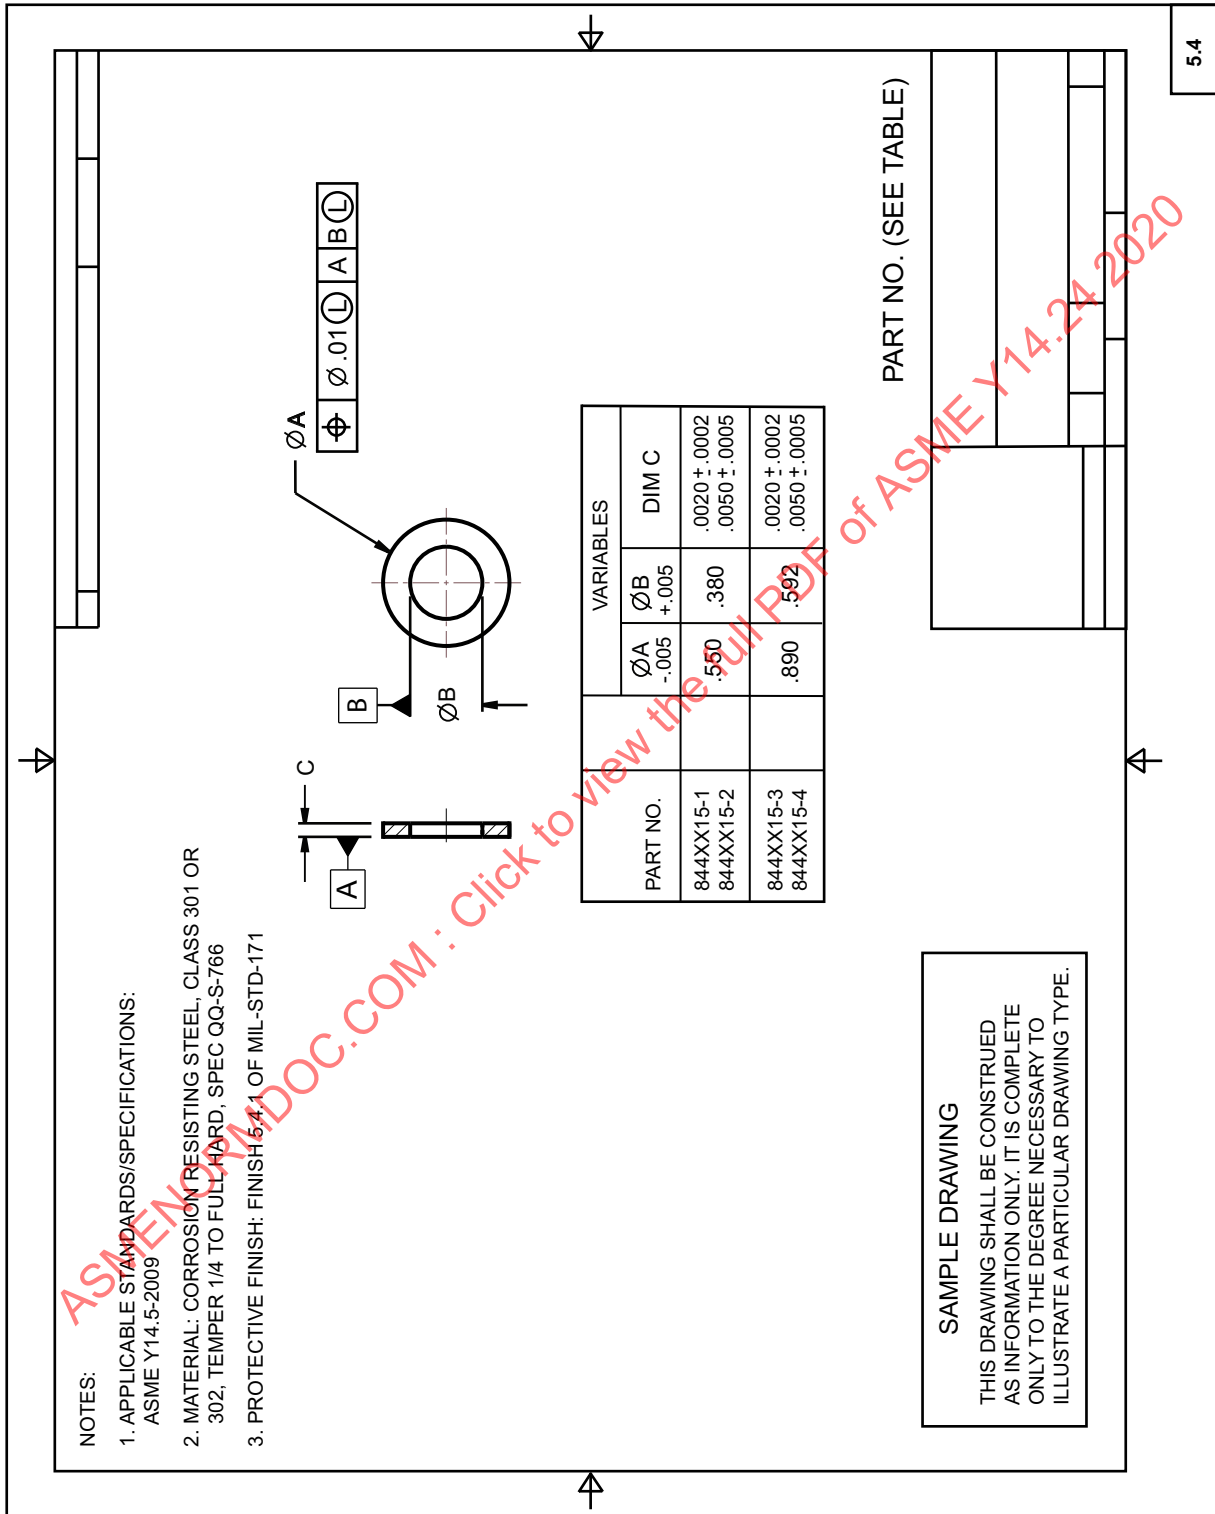 5.4
NOTES:
1. APPLICABLE STANDARDS/SPECIFICATIONS:
ASME Y14.5-2009
2. MATERIAL: CORROSION RESISTING STEEL, CLASS 301 OR
302, TEMPER 1/4 TO FULL HARD, SPEC QQ-S-766
3. PROTECTIVE FINISH: FINISH 5.4.1 OF MIL-STD-171
A
C
B
ØB
ØA
⌖ Ø .01 Ⓛ A B Ⓛ
PART NO. VARIABLES
ØA -.005 ØB +.005 DIM C
844XX15-1 .550 .380 .0020 ± .0002
844XX15-2 .0050 ± .0005
844XX15-3 .890 .592 .0020 ± .0002
844XX15-4 .0050 ± .0005
PART NO. (SEE TABLE)
SAMPLE DRAWING
THIS DRAWING SHALL BE CONSTRUED
AS INFORMATION ONLY. IT IS COMPLETE
ONLY TO THE DEGREE NECESSARY TO
ILLUSTRATE A PARTICULAR DRAWING TYPE.
ASMENORMDOC.COM : Click to view the full PDF of ASME Y14.24 2020